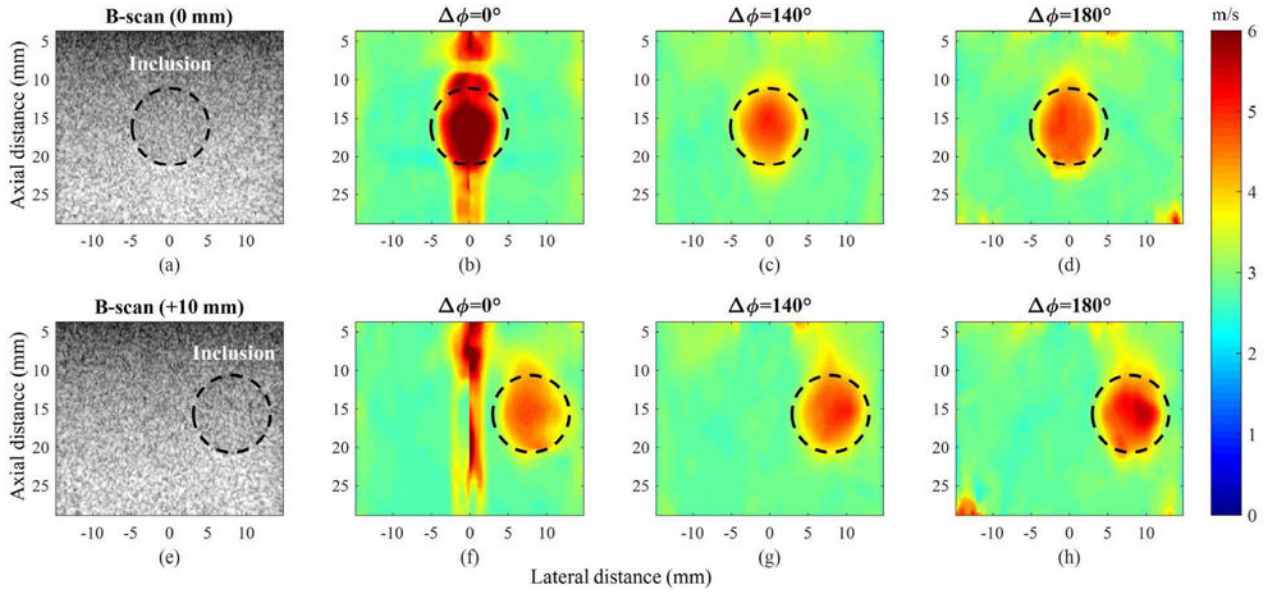 B-scan (0 mm) Δϕ=0° Δϕ=140° Δϕ=180° m/s
Axial distance (mm)
5 10 15 20 25
Inclusion
-10 -5 0 5 10
(a)
5 10 15 20 25
-10 -5 0 5 10
(b)
5 10 15 20 25
-10 -5 0 5 10
(c)
5 10 15 20 25
-10 -5 0 5 10
(d)
6 5 4 3 2 1 0
B-scan (+10 mm) Δϕ=0° Δϕ=140° Δϕ=180°
Axial distance (mm)
5 10 15 20 25
Inclusion
-10 -5 0 5 10
(e)
5 10 15 20 25
-10 -5 0 5 10
(f)
5 10 15 20 25
-10 -5 0 5 10
(g)
5 10 15 20 25
-10 -5 0 5 10
(h)
Lateral distance (mm)